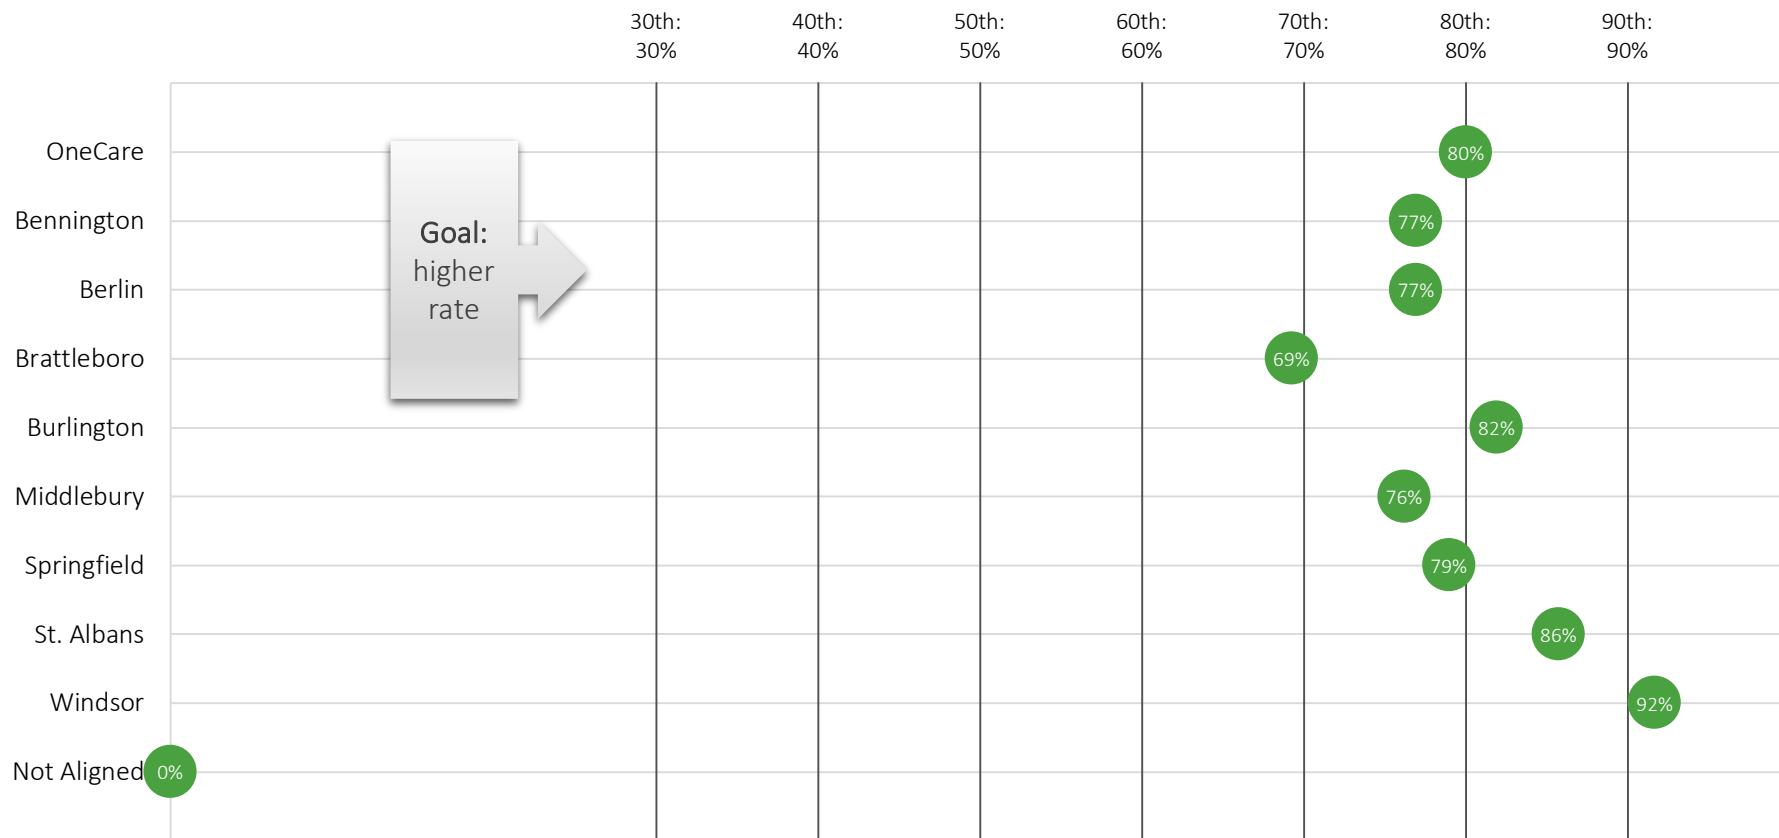 30th: 40th: 50th: 60th: 70th: 80th: 90th:
30% 40% 50% 60% 70% 80% 90%
OneCare 80%
Bennington 77%
Goal:
higher
rate
Berlin 77%
Brattleboro 69%
Burlington 82%
Middlebury 76%
Springfield 79%
St. Albans 86%
Windsor 92%
Not Aligned 0%